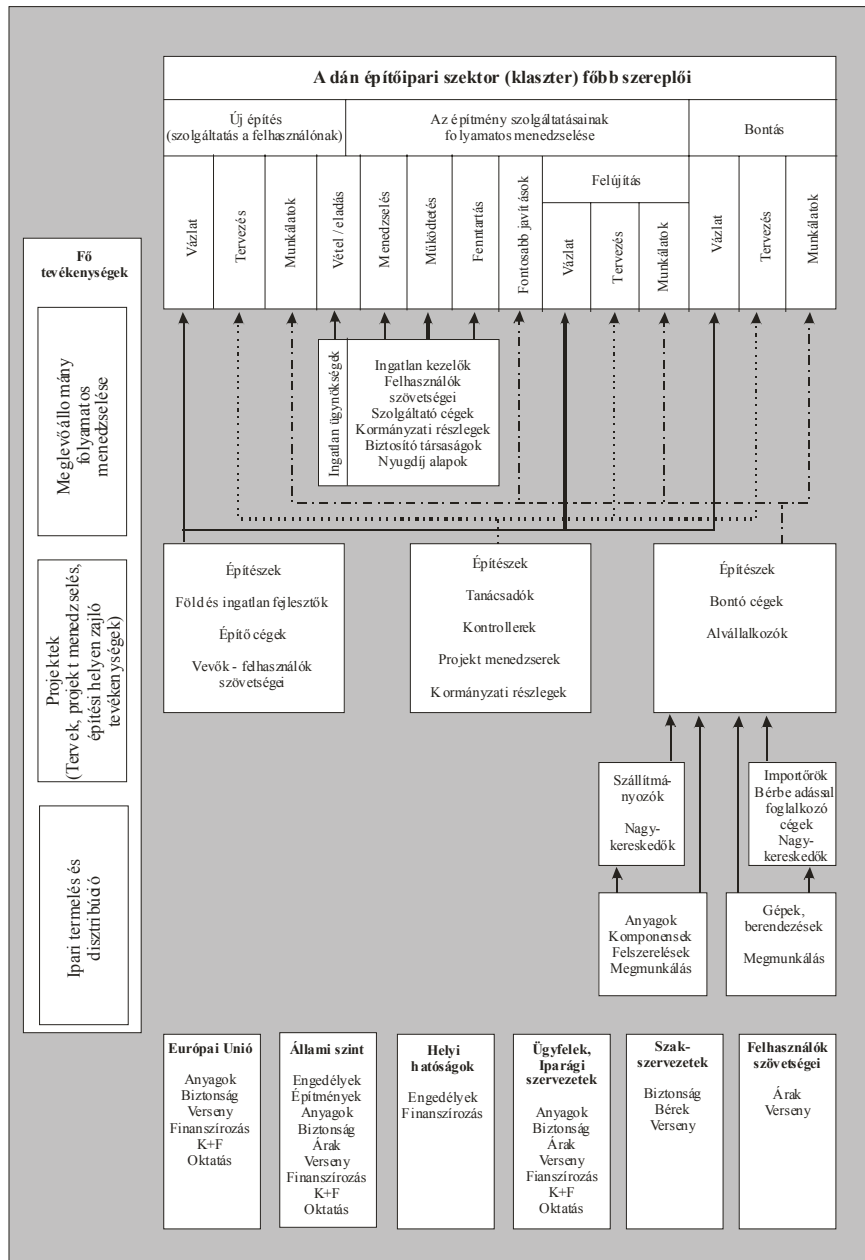 A dán építőipari szektor (klaszter) főbb szereplői
Új építés
(szolgáltatás a felhasználónak)
Az építmény szolgáltatásainak
folyamatos menedzselése
Bontás
Vázlat
Tervezés
Munkálatok
Vétel / eladás
Menedzselés
Működtetés
Fenntartás
Fontosabb javítások
Felújítás
Vázlat
Tervezés
Munkálatok
Vázlat
Tervezés
Munkálatok
Fő
tevékenységek
Meglevő állomány
folyamatos
menedzselése
Projektek
(Tervek, projekt menedzselés,
építési helyen zajló
tevékenységek)
Ipari termelés és
disztribúció
Ingatlan ügynökségek
Ingatlan kezelők
Felhasználók
szövetségei
Szolgáltató cégek
Kormányzati részlegek
Biztosító társaságok
Nyugdíj alapok
Építészek
Föld és ingatlan fejlesztők
Építő cégek
Vevők - felhasználók
szövetségei
Építészek
Tanácsadók
Kontrollerek
Projekt menedzserek
Kormányzati részlegek
Építészek
Bontó cégek
Alvállalkozók
Szállítmá-
nyozók
Nagy-
kereskedők
Importőrök
Bérbe adással
foglalkozó
cégek
Nagy-
kereskedők
Anyagok
Komponensek
Felszerelések
Megmunkálás
Gépek,
berendezések
Megmunkálás
Európai Unió
Anyagok
Biztonság
Verseny
Finanszírozás
K+F
Oktatás
Állami szint
Engedélyek
Építmények
Anyagok
Biztonság
Árak
Verseny
Finanszírozás
K+F
Oktatás
Helyi
hatóságok
Engedélyek
Finanszírozás
Ügyfelek,
Iparági
szervezetek
Anyagok
Biztonság
Árak
Verseny
Fianszírozás
K+F
Oktatás
Szak-
szervezetek
Biztonság
Bérek
Verseny
Felhasználók
szövetségei
Árak
Verseny